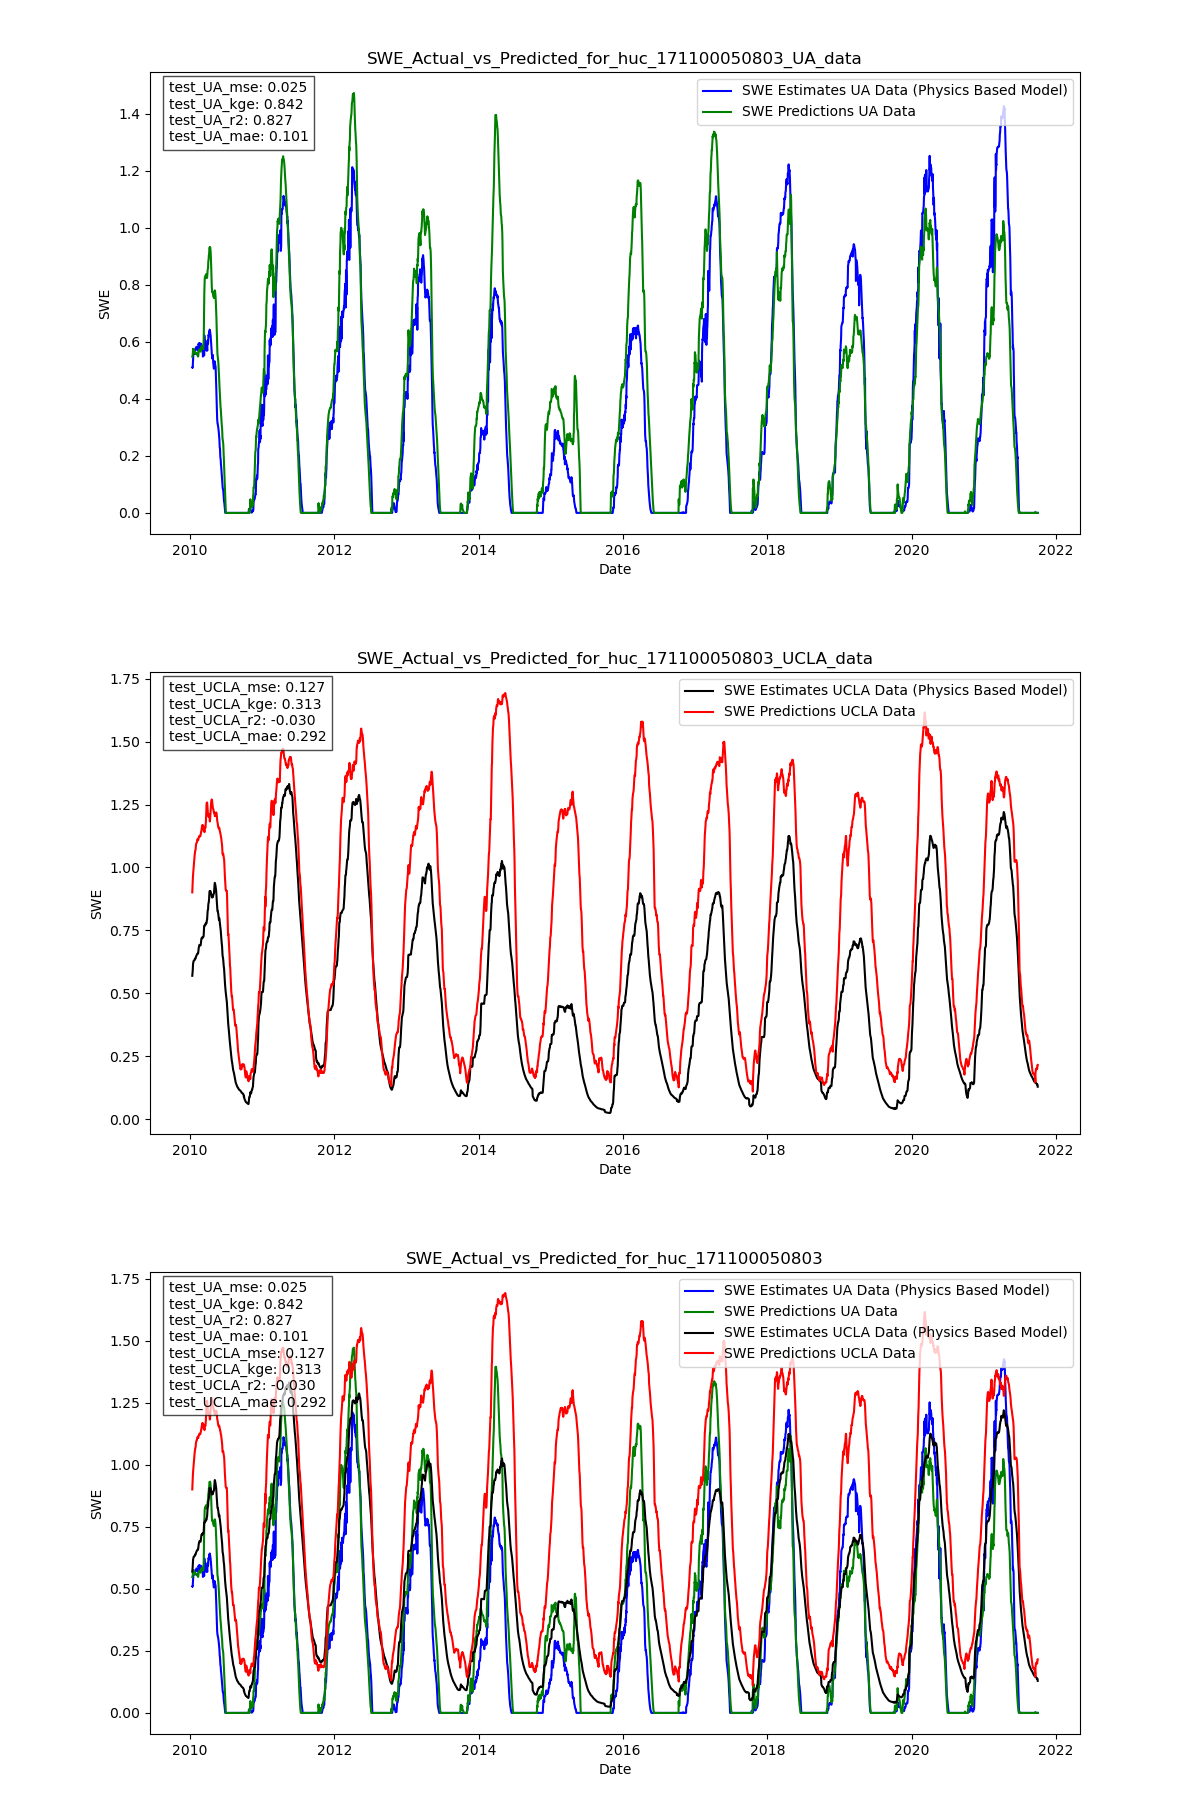 SWE_Actual_vs_Predicted_for_huc_171100050803_UA_data
test_UA_mse: 0.025
test_UA_kge: 0.842
test_UA_r2: 0.827
test_UA_mae: 0.101
SWE Estimates UA Data (Physics Based Model)
SWE Predictions UA Data
1.4
1.2
1.0
0.8
0.6
0.4
0.2
0.0
SWE
2010 2012 2014 2016 2018 2020 2022
Date
SWE_Actual_vs_Predicted_for_huc_171100050803_UCLA_data
test_UCLA_mse: 0.127
test_UCLA_kge: 0.313
test_UCLA_r2: -0.030
test_UCLA_mae: 0.292
SWE Estimates UCLA Data (Physics Based Model)
SWE Predictions UCLA Data
1.75
1.50
1.25
1.00
0.75
0.50
0.25
0.00
SWE
2010 2012 2014 2016 2018 2020 2022
Date
SWE_Actual_vs_Predicted_for_huc_171100050803
test_UA_mse: 0.025
test_UA_kge: 0.842
test_UA_r2: 0.827
test_UA_mae: 0.101
test_UCLA_mse: 0.127
test_UCLA_kge: 0.313
test_UCLA_r2: -0.030
test_UCLA_mae: 0.292
SWE Estimates UA Data (Physics Based Model)
SWE Predictions UA Data
SWE Estimates UCLA Data (Physics Based Model)
SWE Predictions UCLA Data
1.75
1.50
1.25
1.00
0.75
0.50
0.25
0.00
SWE
2010 2012 2014 2016 2018 2020 2022
Date